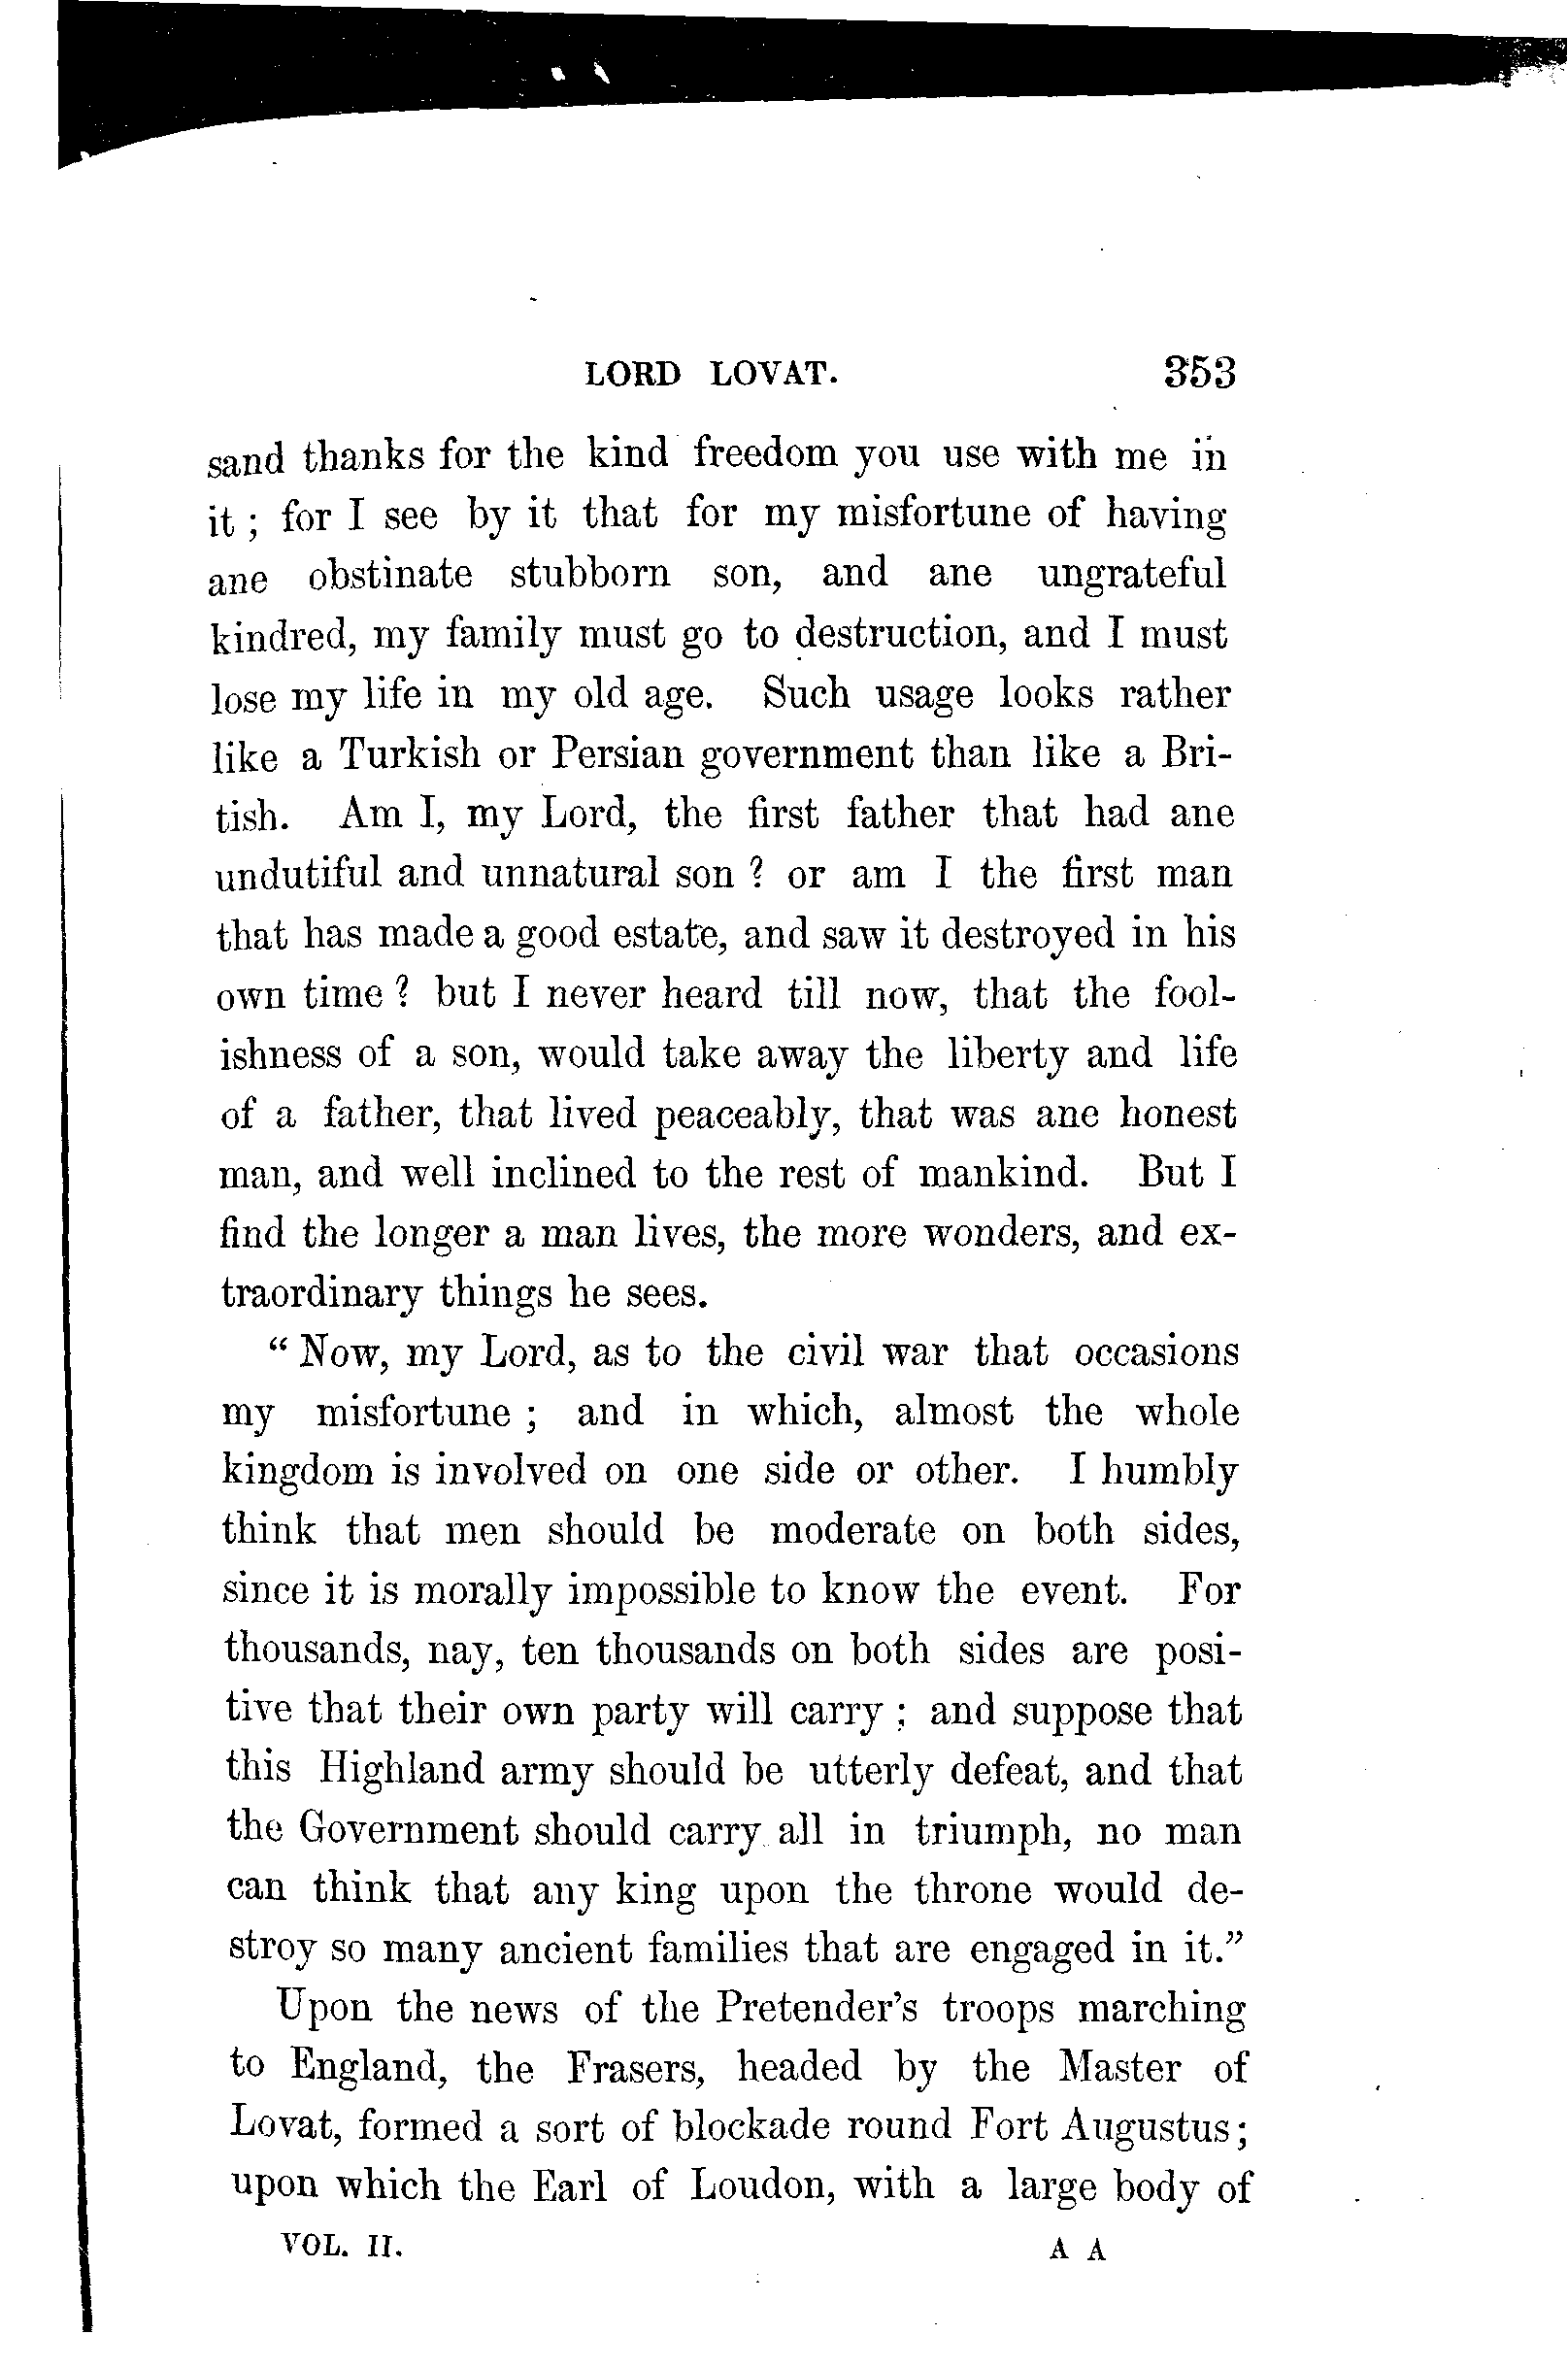 LORD LOVAT. 353
sand thanks for the kind freedom you use with me in
it ; for I see by it that for my misfortune of having
ane obstinate stubborn son, and ane ungrateful
kindred, my family must go to destruction, and I must
lose my life in my old age. Such usage looks rather
like a Turkish or Persian government than like a Bri-
tish. Am I, my Lord, the first father that had ane
undutiful and unnatural son ? or am I the first man
that has made a good estate, and saw it destroyed in his
own time ? but I never heard till now, that the fool-
ishness of a son, would take away the liberty and life
of a father, that lived peaceably, that was ane honest
man, and well inclined to the rest of mankind. But I
find the longer a man lives, the more wonders, and ex-
traordinary things he sees.
“ Now, my Lord, as to the civil war that occasions
my misfortune ; and in which, almost the whole
kingdom is involved on one side or other. I humbly
think that men should be moderate on both sides,
since it is morally impossible to know the event. For
thousands, nay, ten thousands on both sides are posi-
tive that their own party will carry ; and suppose that
this Highland army should be utterly defeat, and that
the Government should carry all in triumph, no man
can think that any king upon the throne would de-
stroy so many ancient families that are engaged in it.”
Upon the news of the Pretender’s troops marching
to England, the Frasers, headed by the Master of
Lovat, formed a sort of blockade round Fort Augustus;
upon which the Earl of Loudon, with a large body of
VOL. II. A A